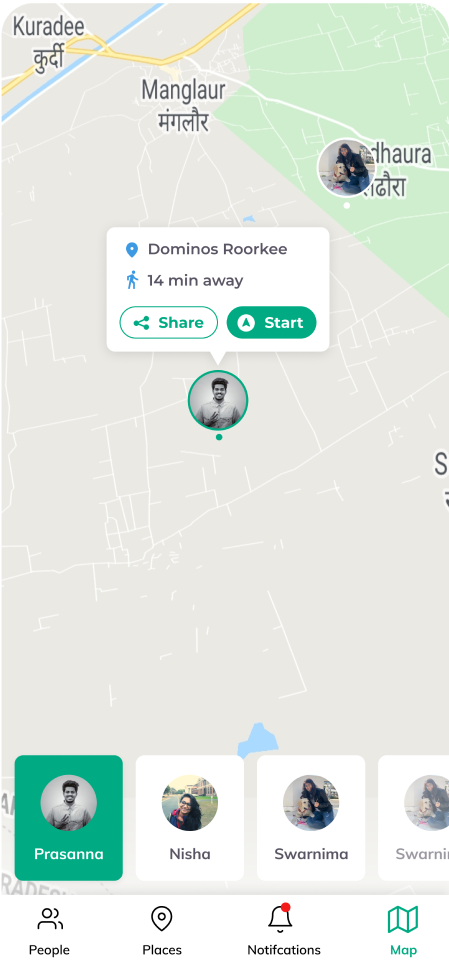 Kuradee
कुर्दी
Manglaur
मंगलौर
dhaura
ढौरा
Dominos Roorkee
14 min away
Share
Start
S
Prasanna
Nisha
Swarnima
Swarni
RADESH
People
Places
Notifcations
Map